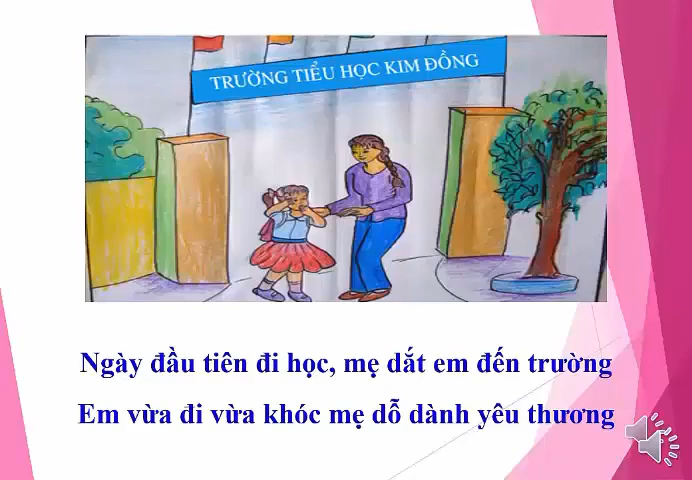 TRƯỜNG TIỂU HỌC KIM ĐỒNG
Ngày đầu tiên đi học, mẹ dắt em đến trường
Em vừa đi vừa khóc mẹ dỗ dành yêu thương